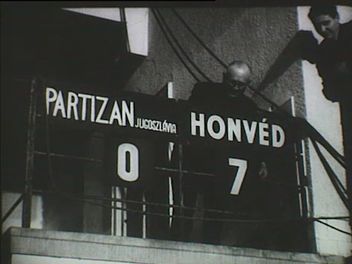 PARTIZAN JUGOSZLÁVIA HONVÉD
0 7